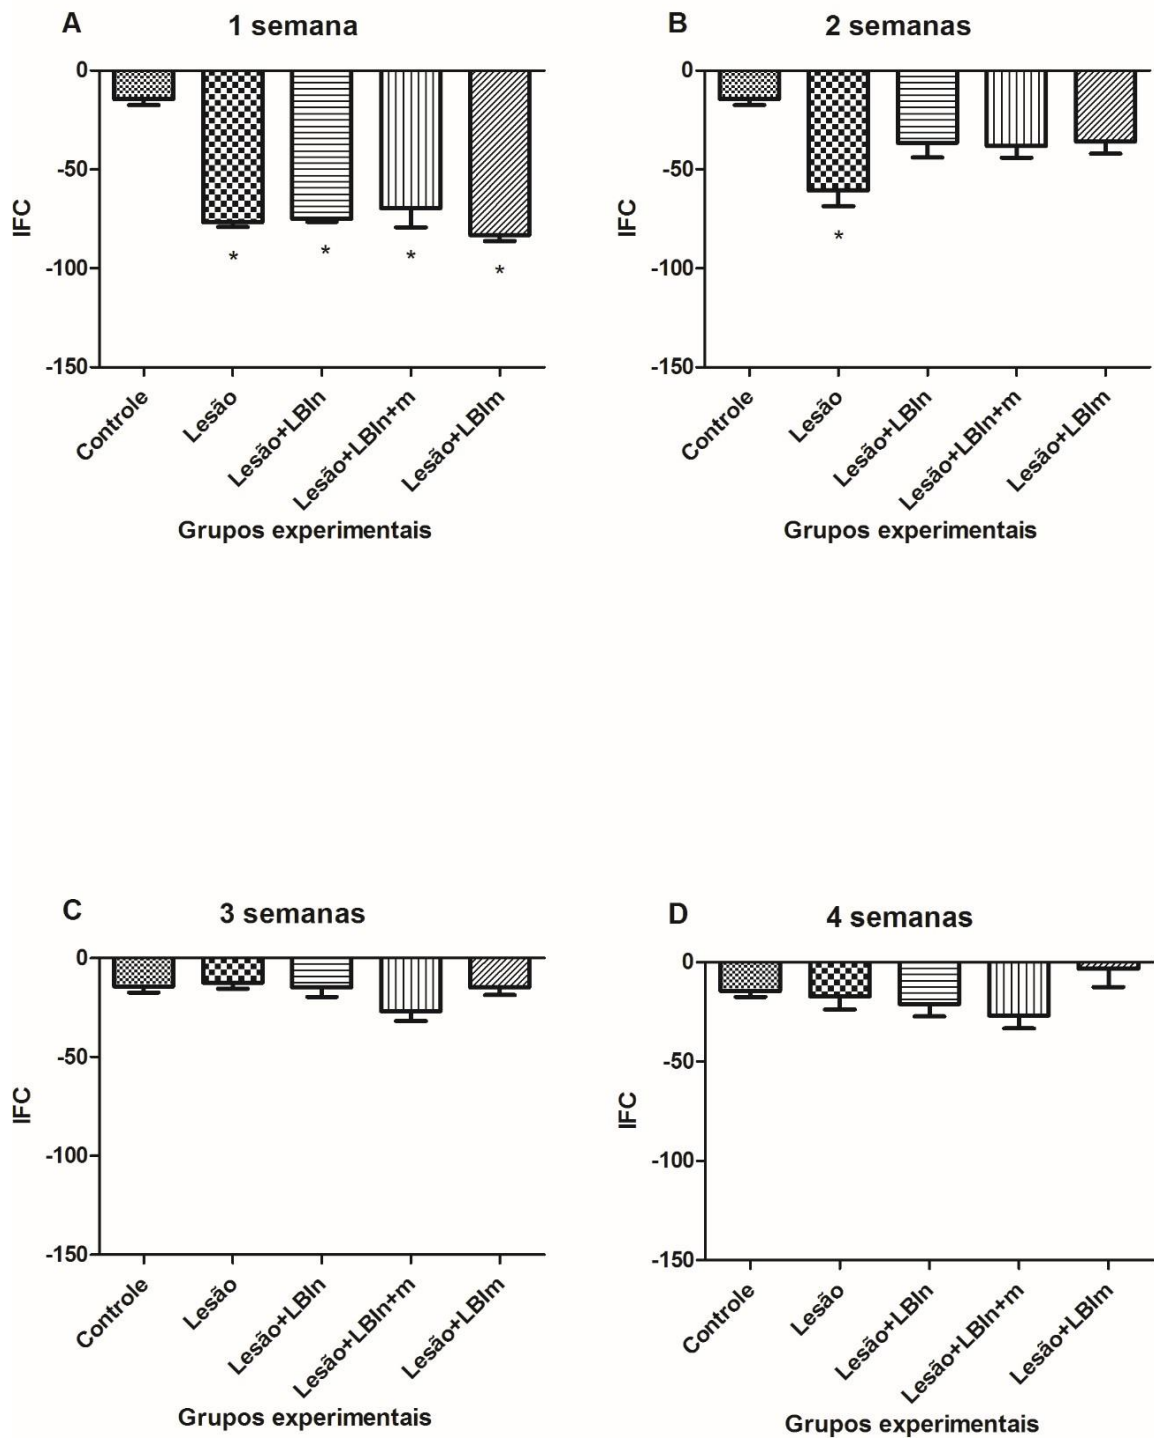 A
1 semana
0
-50
-100
-150
IFC
*
*
*
*
Controle
Lesão
Lesão+LBIn
Lesão+LBIn+m
Lesão+LBIm
Grupos experimentais
B
2 semanas
0
-50
-100
-150
IFC
*
Controle
Lesão
Lesão+LBIn
Lesão+LBIn+m
Lesão+LBIm
Grupos experimentais
C
3 semanas
0
-50
-100
-150
IFC
Controle
Lesão
Lesão+LBIn
Lesão+LBIn+m
Lesão+LBIm
Grupos experimentais
D
4 semanas
0
-50
-100
-150
IFC
Controle
Lesão
Lesão+LBIn
Lesão+LBIn+m
Lesão+LBIm
Grupos experimentais